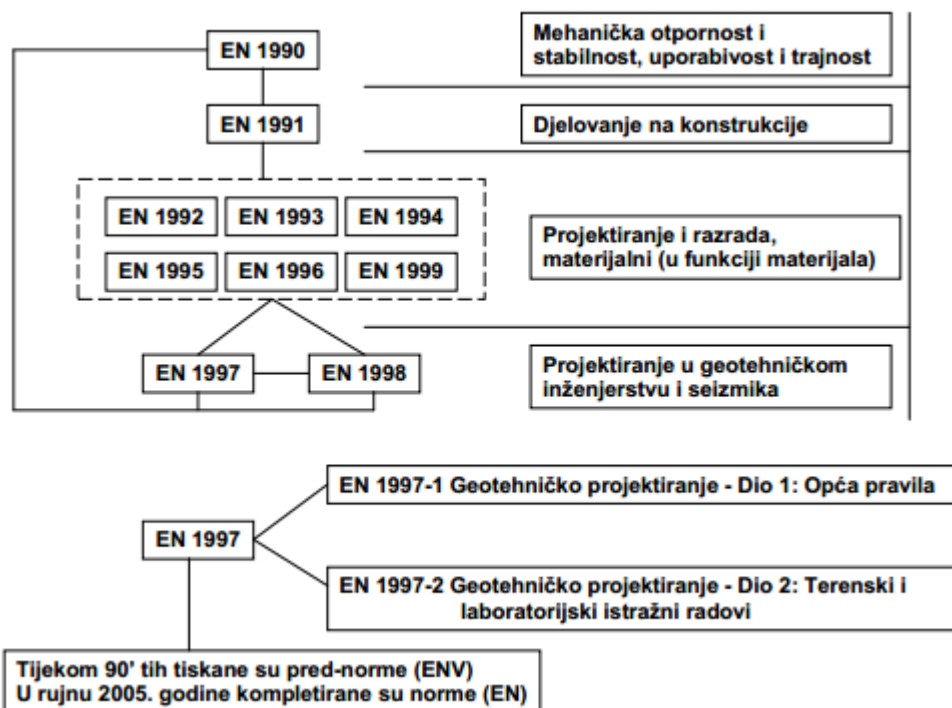 EN 1990
Mehanička otpornost i
stabilnost, uporabivost i trajnost
EN 1991
Djelovanje na konstrukcije
EN 1992 EN 1993 EN 1994
EN 1995 EN 1996 EN 1999
Projektiranje i razrada,
materijalni (u funkciji materijala)
EN 1997 EN 1998
Projektiranje u geotehničkom
inženjerstvu i seizmika
EN 1997-1 Geotehničko projektiranje - Dio 1: Opća pravila
EN 1997
EN 1997-2 Geotehničko projektiranje - Dio 2: Terenski i
laboratorijski istražni radovi
Tijekom 90' tih tiskane su pred-norme (ENV)
U rujnu 2005. godine kompletirane su norme (EN)